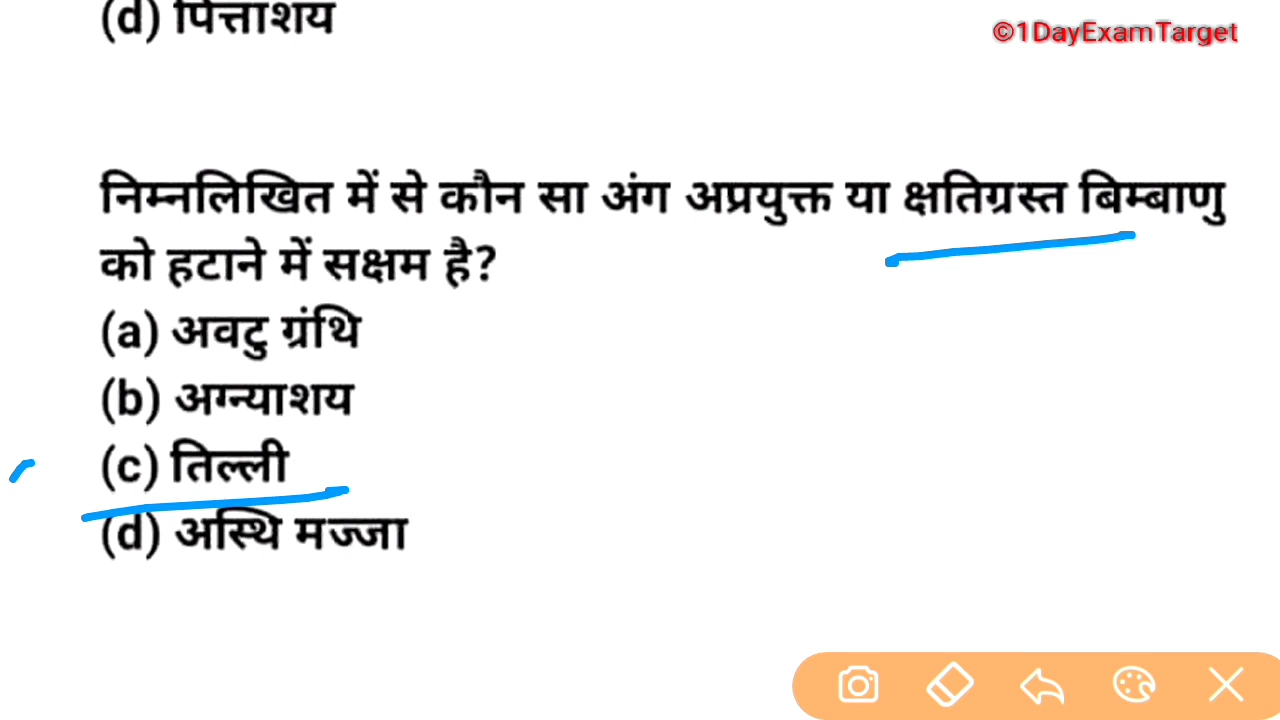 (d) पित्ताशय
©1DayExamTarget
निम्नलिखित में से कौन सा अंग अप्रयुक्त या क्षतिग्रस्त बिम्बाणु
को हटाने में सक्षम है?
(a) अवटु ग्रंथि
(b) अग्न्याशय
(c) तिल्ली
(d) अस्थि मज्जा